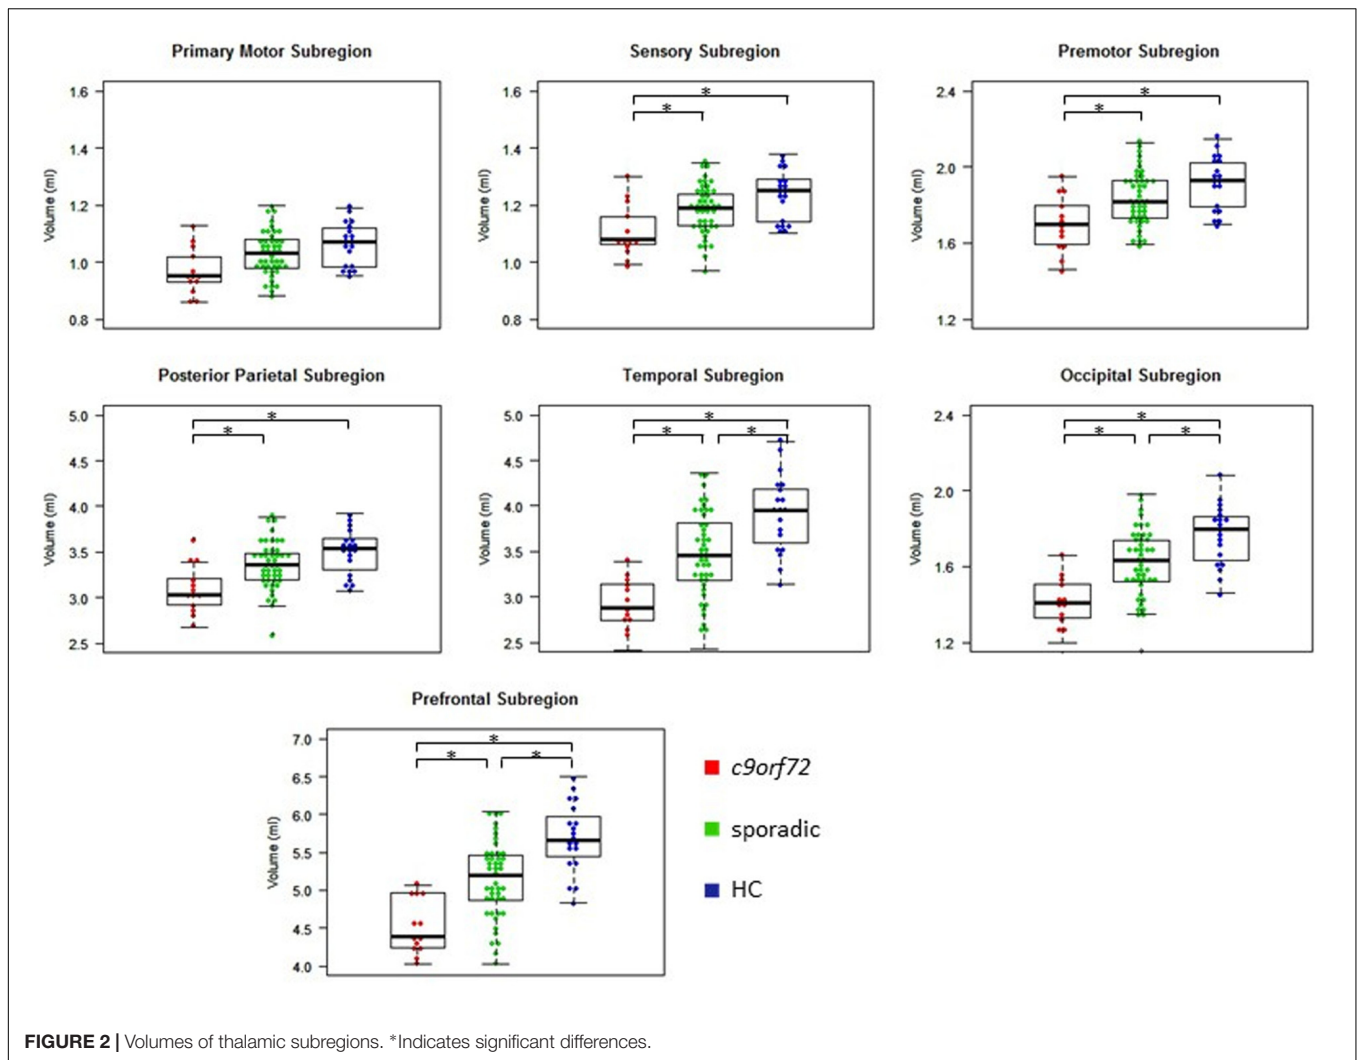 Primary Motor Subregion
Volume (ml)
1.6
1.4
1.2
1.0
0.8
Sensory Subregion
Volume (ml)
1.6
1.4
1.2
1.0
0.8
*
*
Premotor Subregion
Volume (ml)
2.4
2.0
1.6
1.2
*
*
Posterior Parietal Subregion
Volume (ml)
5.0
4.5
4.0
3.5
3.0
2.5
*
*
Temporal Subregion
Volume (ml)
5.0
4.5
4.0
3.5
3.0
2.5
*
* *
Occipital Subregion
Volume (ml)
2.4
2.0
1.6
1.2
*
* *
Prefrontal Subregion
Volume (ml)
7.0
6.5
6.0
5.5
5.0
4.5
4.0
*
* *
c9orf72
sporadic
HC
FIGURE 2 | Volumes of thalamic subregions. *Indicates significant differences.